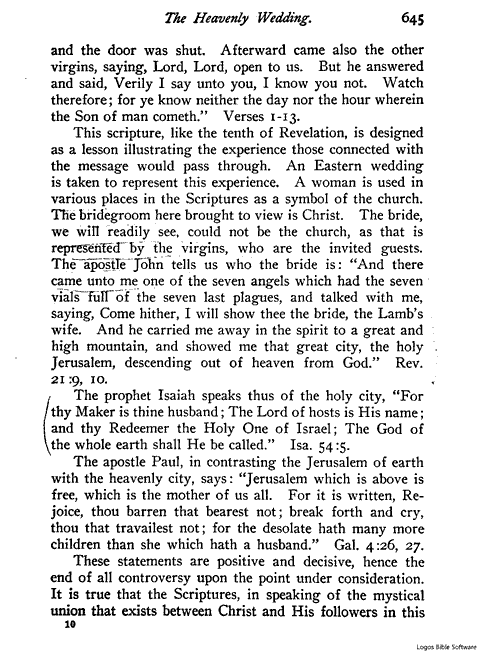 The Heavenly Wedding. 645
and the door was shut. Afterward came also the other
virgins, saying, Lord, Lord, open to us. But he answered
and said, Verily I say unto you, I know you not. Watch
therefore; for ye know neither the day nor the hour wherein
the Son of man cometh." Verses 1-13.
This scripture, like the tenth of Revelation, is designed
as a lesson illustrating the experience those connected with
the message would pass through. An Eastern wedding
is taken to represent this experience. A woman is used in
various places in the Scriptures as a symbol of the church.
The bridegroom here brought to view is Christ. The bride,
we will readily see, could not be the church, as that is
represented by the virgins, who are the invited guests.
The apostle John tells us who the bride is: "And there
came unto me one of the seven angels which had the seven
vials full of the seven last plagues, and talked with me,
saying, Come hither, I will show thee the bride, the Lamb's
wife. And he carried me away in the spirit to a great and
high mountain, and showed me that great city, the holy
Jerusalem, descending out of heaven from God." Rev.
21:9, 10.
The prophet Isaiah speaks thus of the holy city, "For
thy Maker is thine husband; The Lord of hosts is His name;
and thy Redeemer the Holy One of Israel; The God of
the whole earth shall He be called." Isa. 54:5.
The apostle Paul, in contrasting the Jerusalem of earth
with the heavenly city, says: "Jerusalem which is above is
free, which is the mother of us all. For it is written, Re-
joice, thou barren that bearest not; break forth and cry,
thou that travailest not; for the desolate hath many more
children than she which hath a husband." Gal. 4:26, 27.
These statements are positive and decisive, hence the
end of all controversy upon the point under consideration.
It is true that the Scriptures, in speaking of the mystical
union that exists between Christ and His followers in this
10
Logos Bible Software